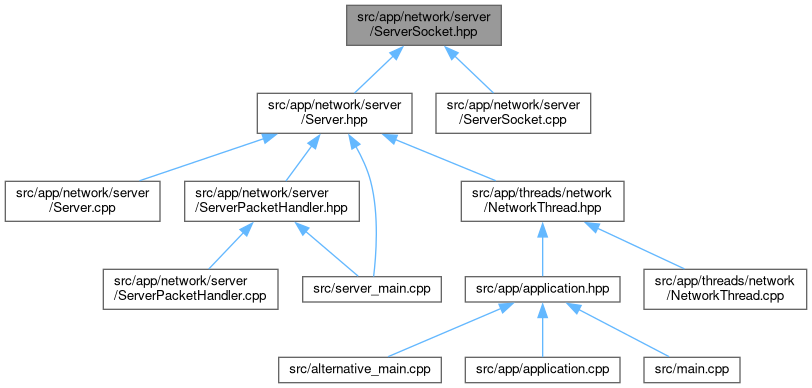 src/app/network/server
/ServerSocket.hpp
src/app/network/server
/Server.hpp
src/app/network/server
/ServerSocket.cpp
src/app/network/server
/Server.cpp
src/app/network/server
/ServerPacketHandler.hpp
src/app/threads/network
/NetworkThread.hpp
src/app/network/server
/ServerPacketHandler.cpp
src/server_main.cpp
src/app/application.hpp
src/app/threads/network
/NetworkThread.cpp
src/alternative_main.cpp
src/app/application.cpp
src/main.cpp